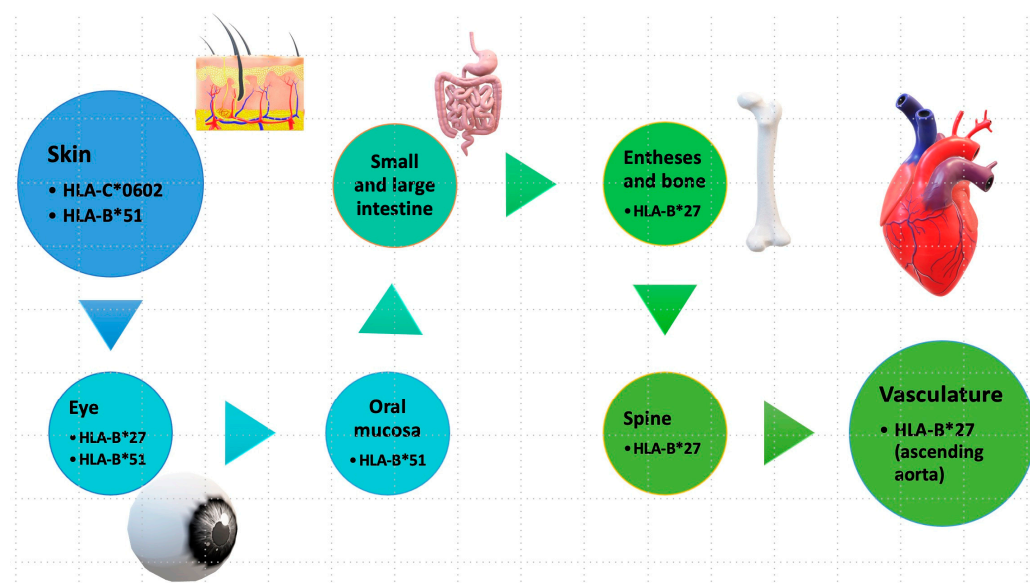 Skin
• HLA-C*0602
• HLA-B*51
Eye
• HLA-B*27
• HLA-B*51
Oral
mucosa
• HLA-B*51
Small
and large
intestine
Entheses
and bone
• HLA-B*27
Spine
• HLA-B*27
Vasculature
• HLA-B*27
(ascending
aorta)